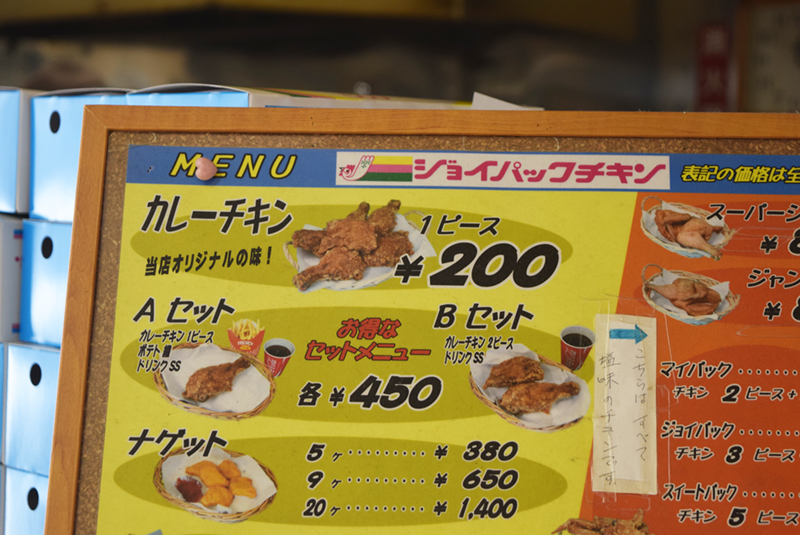 MENU
ジョイパックチキン
表記の価格は全
カレーチキン
当店オリジナルの味！
1ピース
¥200
Aセット
カレーチキン1ピース
ポテト
ドリンクSS
お得な
セットメニュー
各¥450
Bセット
カレーチキン2ピース
ドリンクSS
ナゲット
5ヶ ･････････ ¥ 380
9ヶ ･････････ ¥ 650
20ヶ ･････････ ¥1,400
スーパージ
¥
ジャン
¥
こちらはすべて
塩味のチキンです
マイパック
チキン 2ピース+
ジョイパック
チキン 3ピース
スイートパック
チキン 5ピース